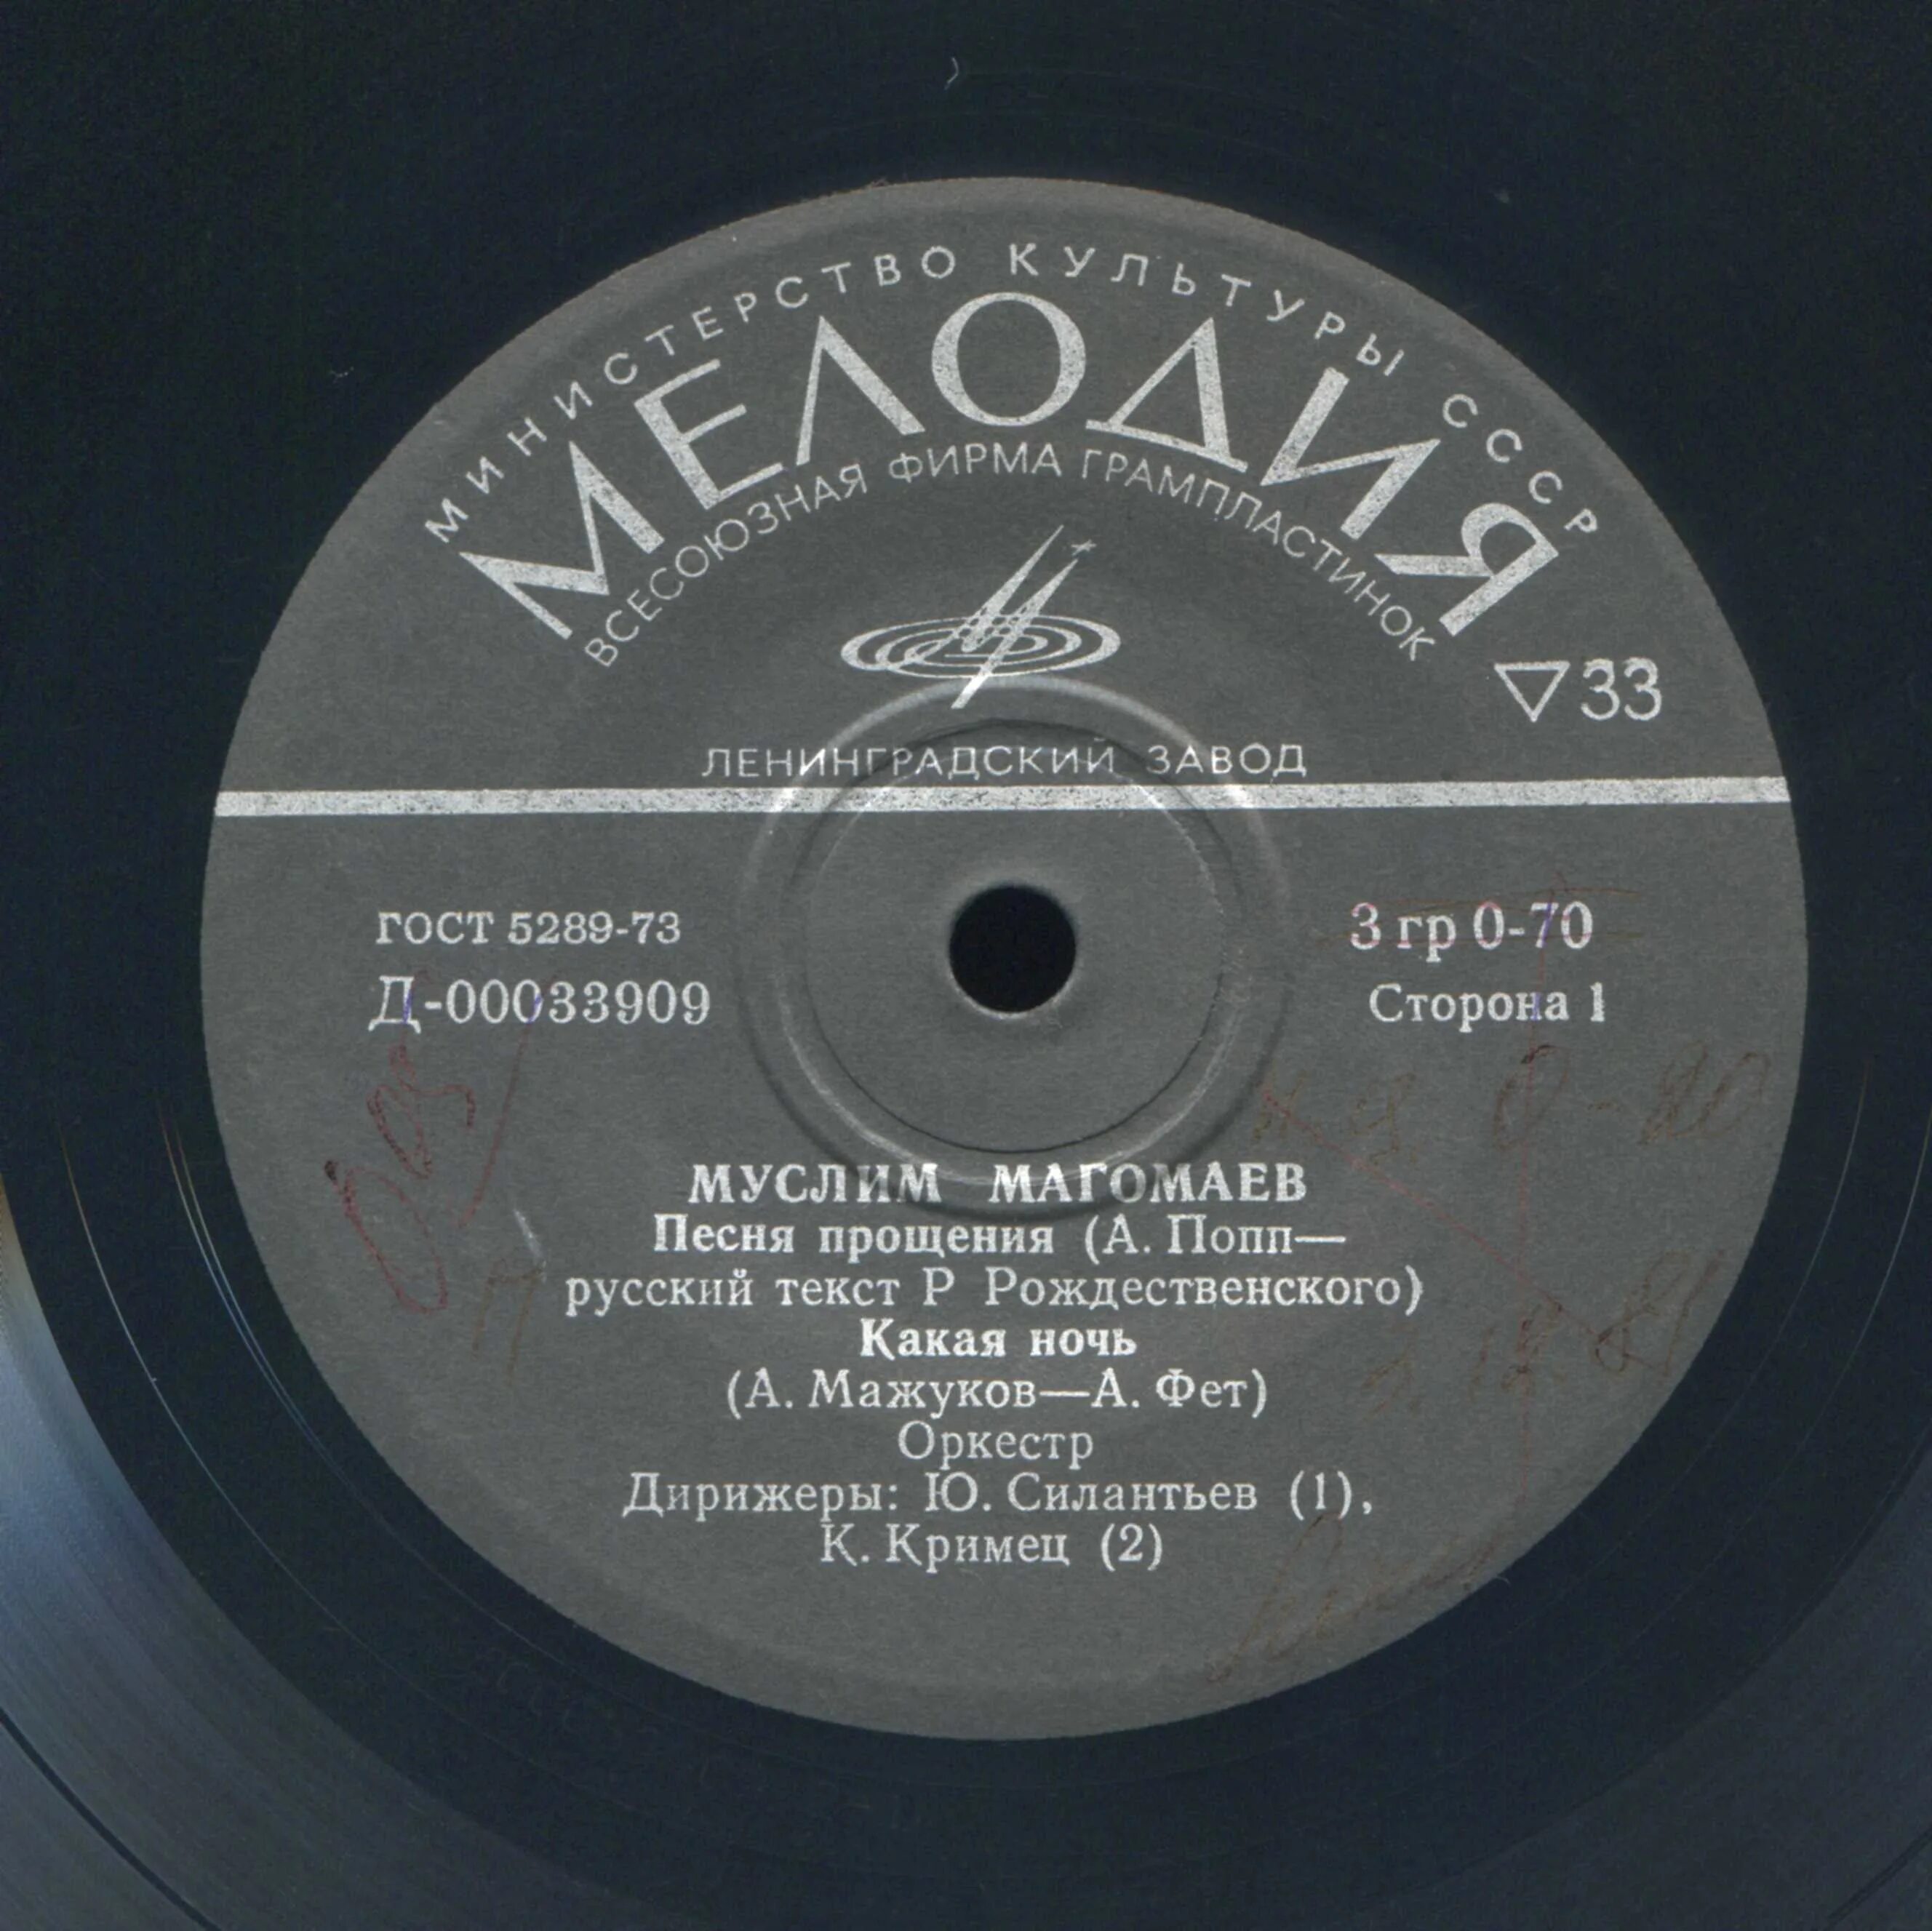 МИНИСТЕРСТВО КУЛЬТУРЫ СССР
МЕЛОДИЯ
ВСЕСОЮЗНАЯ ФИРМА ГРАМПЛАСТИНОК
▽33
ЛЕНИНГРАДСКИЙ ЗАВОД
ГОСТ 5289-73
3 гр 0-70
Д-00033909
Сторона 1
МУСЛИМ МАГОМАЕВ
Песня прощения (А. Попп—
русский текст Р Рождественского)
Какая ночь
(А. Мажуков—А. Фет)
Оркестр
Дирижеры: Ю. Силантьев (1),
К. Кримец (2)